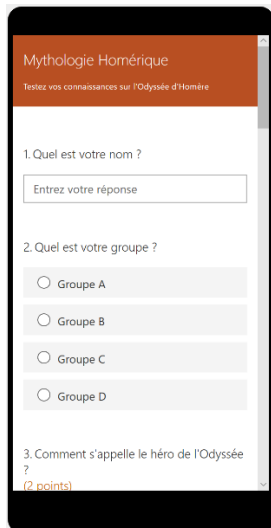 Mythologie Homérique
Testez vos connaissances sur l'Odyssée d'Homère
1. Quel est votre nom ?
Entrez votre réponse
2. Quel est votre groupe ?
Groupe A
Groupe B
Groupe C
Groupe D
3. Comment s'appelle le héro de l'Odyssée
?
(2 points)